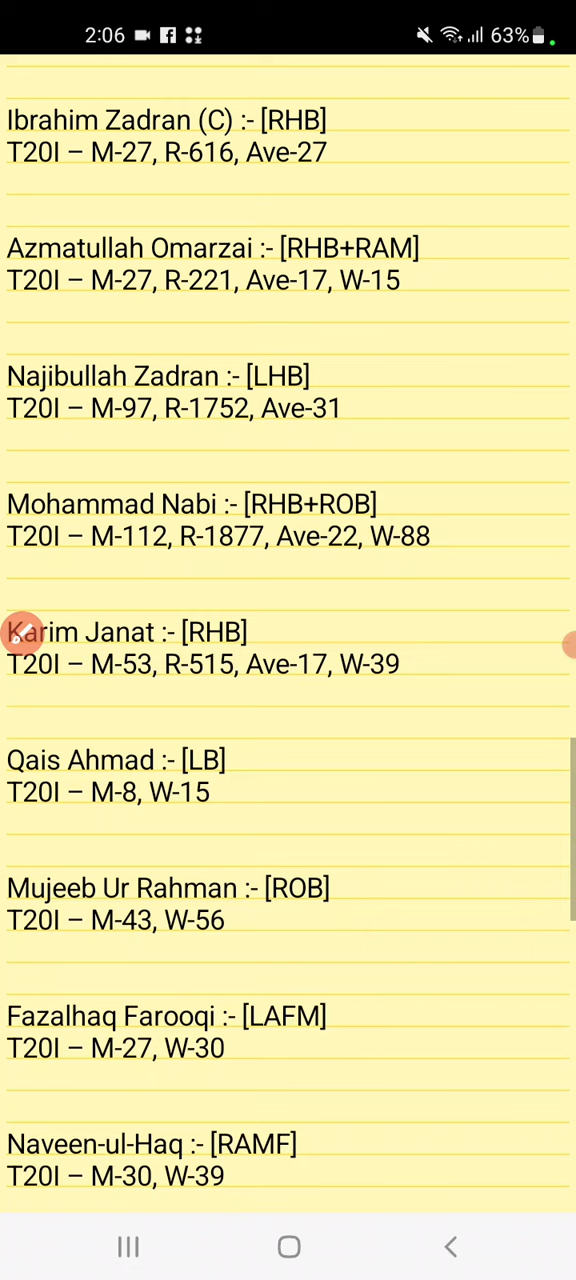 2:06
63%
Ibrahim Zadran (C) :- [RHB]
T20I – M-27, R-616, Ave-27
Azmatullah Omarzai :- [RHB+RAM]
T20I – M-27, R-221, Ave-17, W-15
Najibullah Zadran :- [LHB]
T20I – M-97, R-1752, Ave-31
Mohammad Nabi :- [RHB+ROB]
T20I – M-112, R-1877, Ave-22, W-88
Karim Janat :- [RHB]
T20I – M-53, R-515, Ave-17, W-39
Qais Ahmad :- [LB]
T20I – M-8, W-15
Mujeeb Ur Rahman :- [ROB]
T20I – M-43, W-56
Fazalhaq Farooqi :- [LAFM]
T20I – M-27, W-30
Naveen-ul-Haq :- [RAMF]
T20I – M-30, W-39